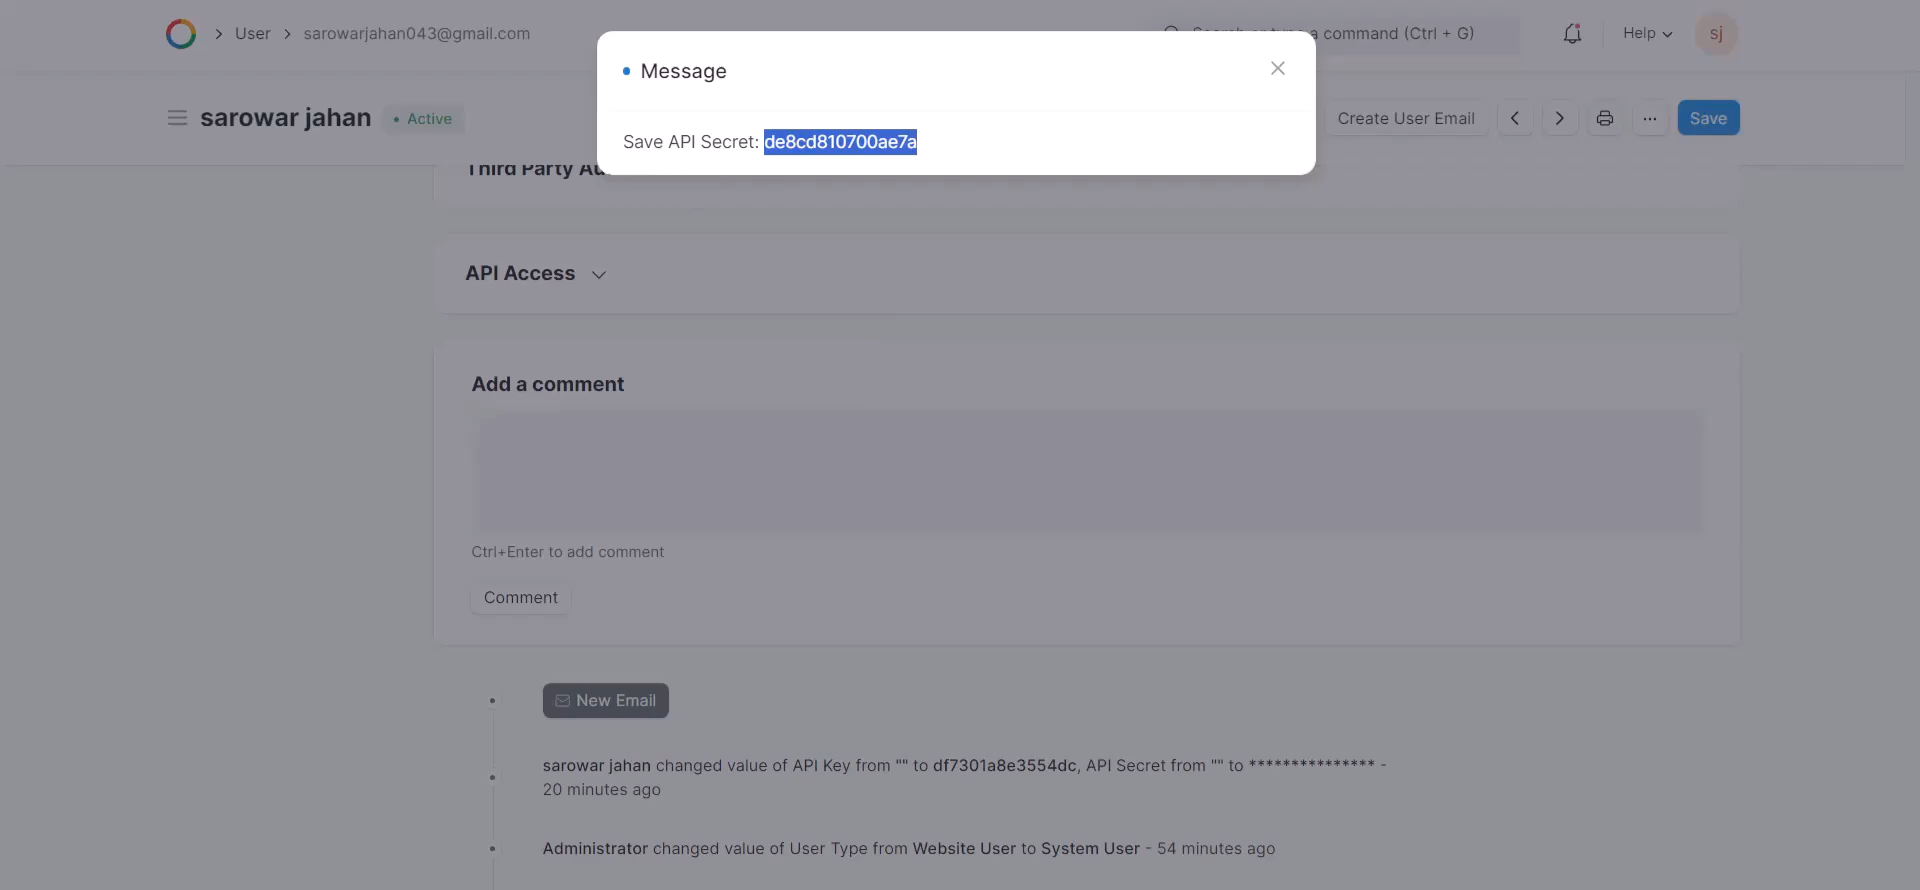 User
sarowarjahan043@gmail.com
a command (Ctrl + G)
Help
sj
Message
sarowar jahan
Active
Create User Email
...
Save
Save API Secret: de8cd810700ae7a
Third Party Au
API Access
Add a comment
Ctrl+Enter to add comment
Comment
New Email
sarowar jahan changed value of API Key from "" to df7301a8e3554dc, API Secret from "" to *************** -
20 minutes ago
Administrator changed value of User Type from Website User to System User - 54 minutes ago